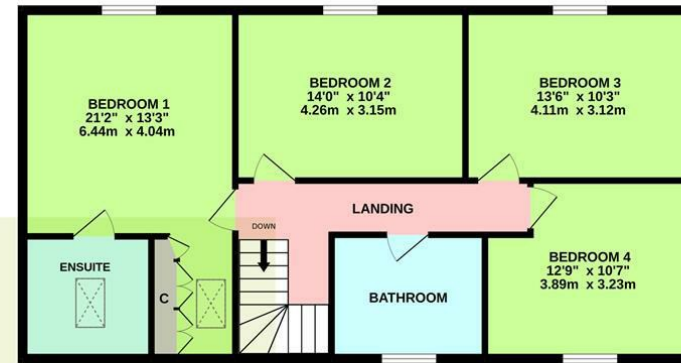 BEDROOM 1
21'2" x 13'3"
6.44m x 4.04m
BEDROOM 2
14'0" x 10'4"
4.26m x 3.15m
BEDROOM 3
13'6" x 10'3"
4.11m x 3.12m
LANDING
DOWN
ENSUITE
C
BATHROOM
BEDROOM 4
12'9" x 10'7"
3.89m x 3.23m